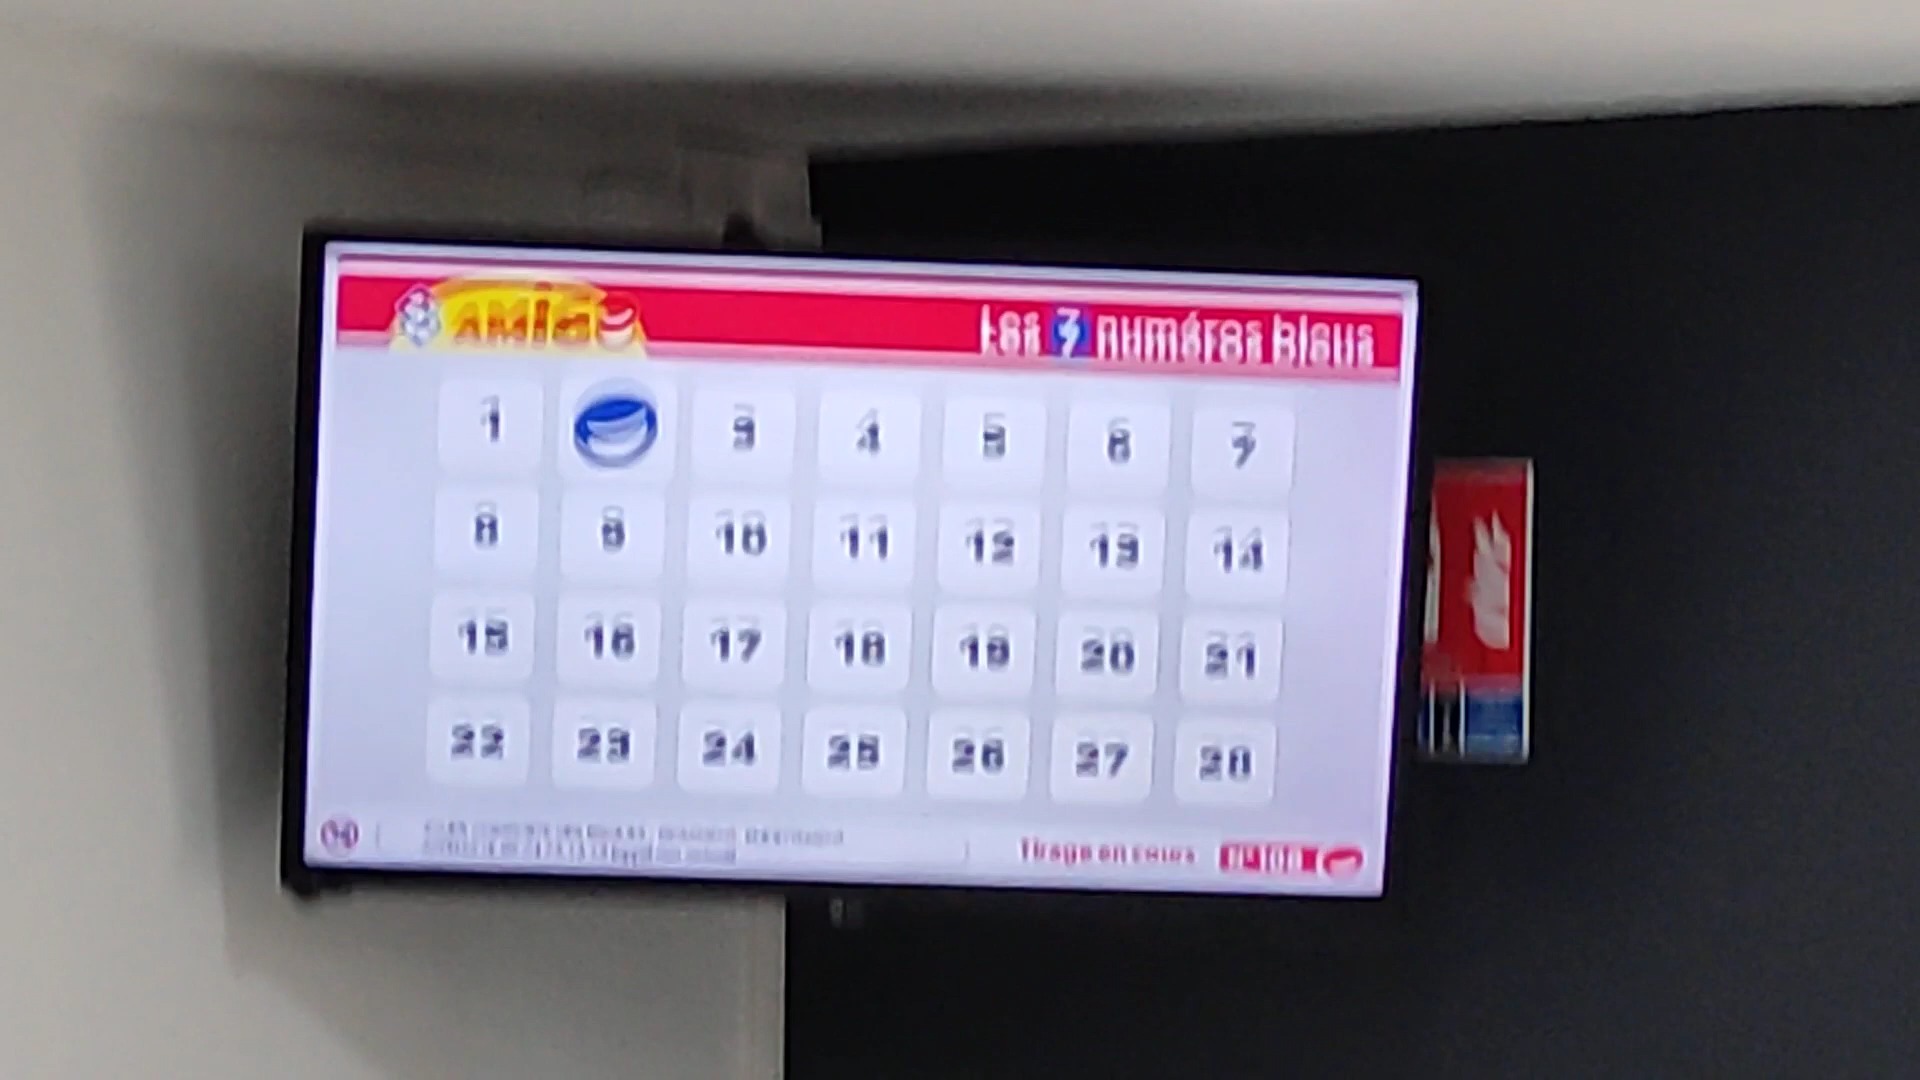 AMIGO
Les 7 numéros bleus
1 3 4 5 6 7
8 9 10 11 12 13 14
15 16 17 18 19 20 21
22 23 24 25 26 27 28
Tirage en cours